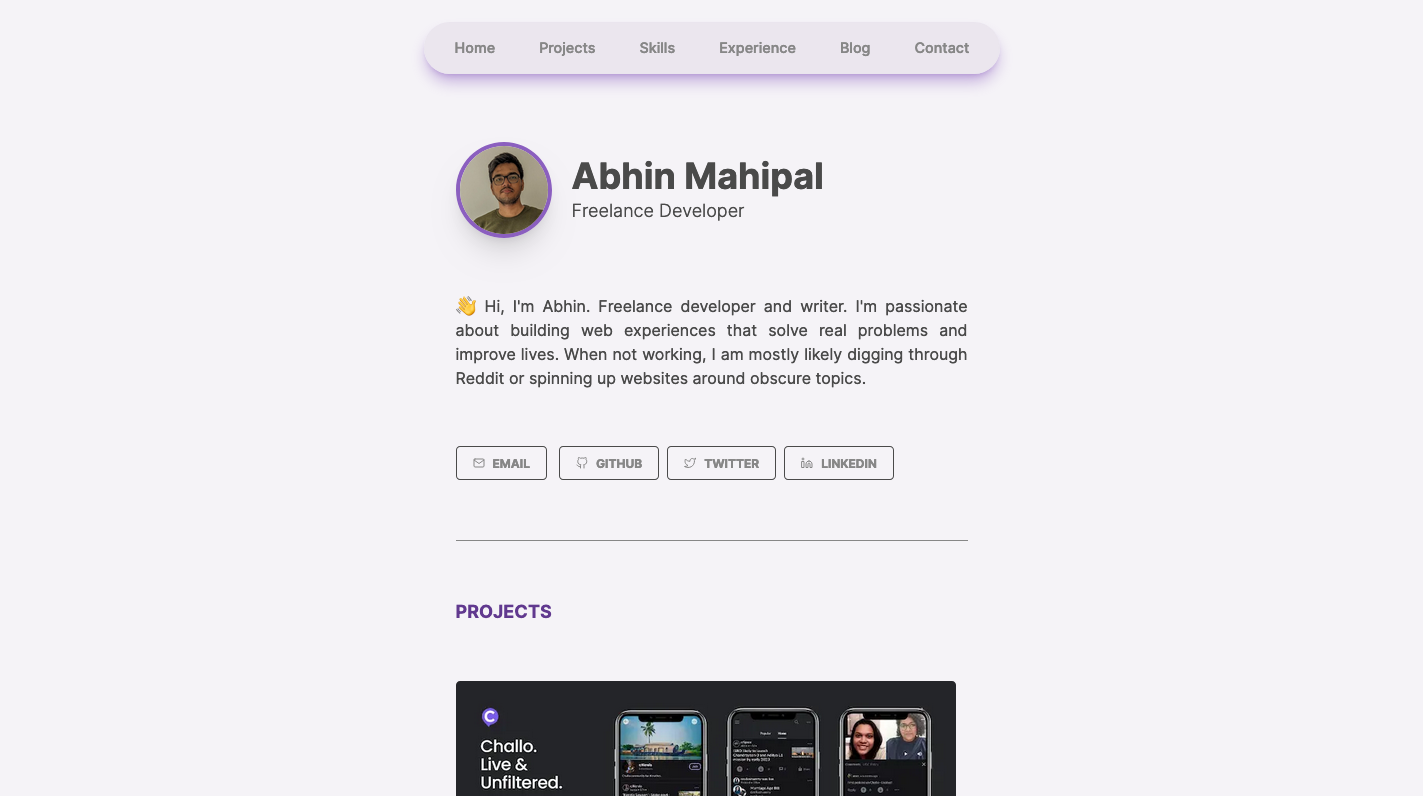 Home Projects Skills Experience Blog Contact
Abhin Mahipal
Freelance Developer
👋 Hi, I'm Abhin. Freelance developer and writer. I'm passionate
about building web experiences that solve real problems and
improve lives. When not working, I am mostly likely digging through
Reddit or spinning up websites around obscure topics.
EMAIL GITHUB TWITTER LINKEDIN
PROJECTS
C
Challo.
Live &
Unfiltered.
Popular